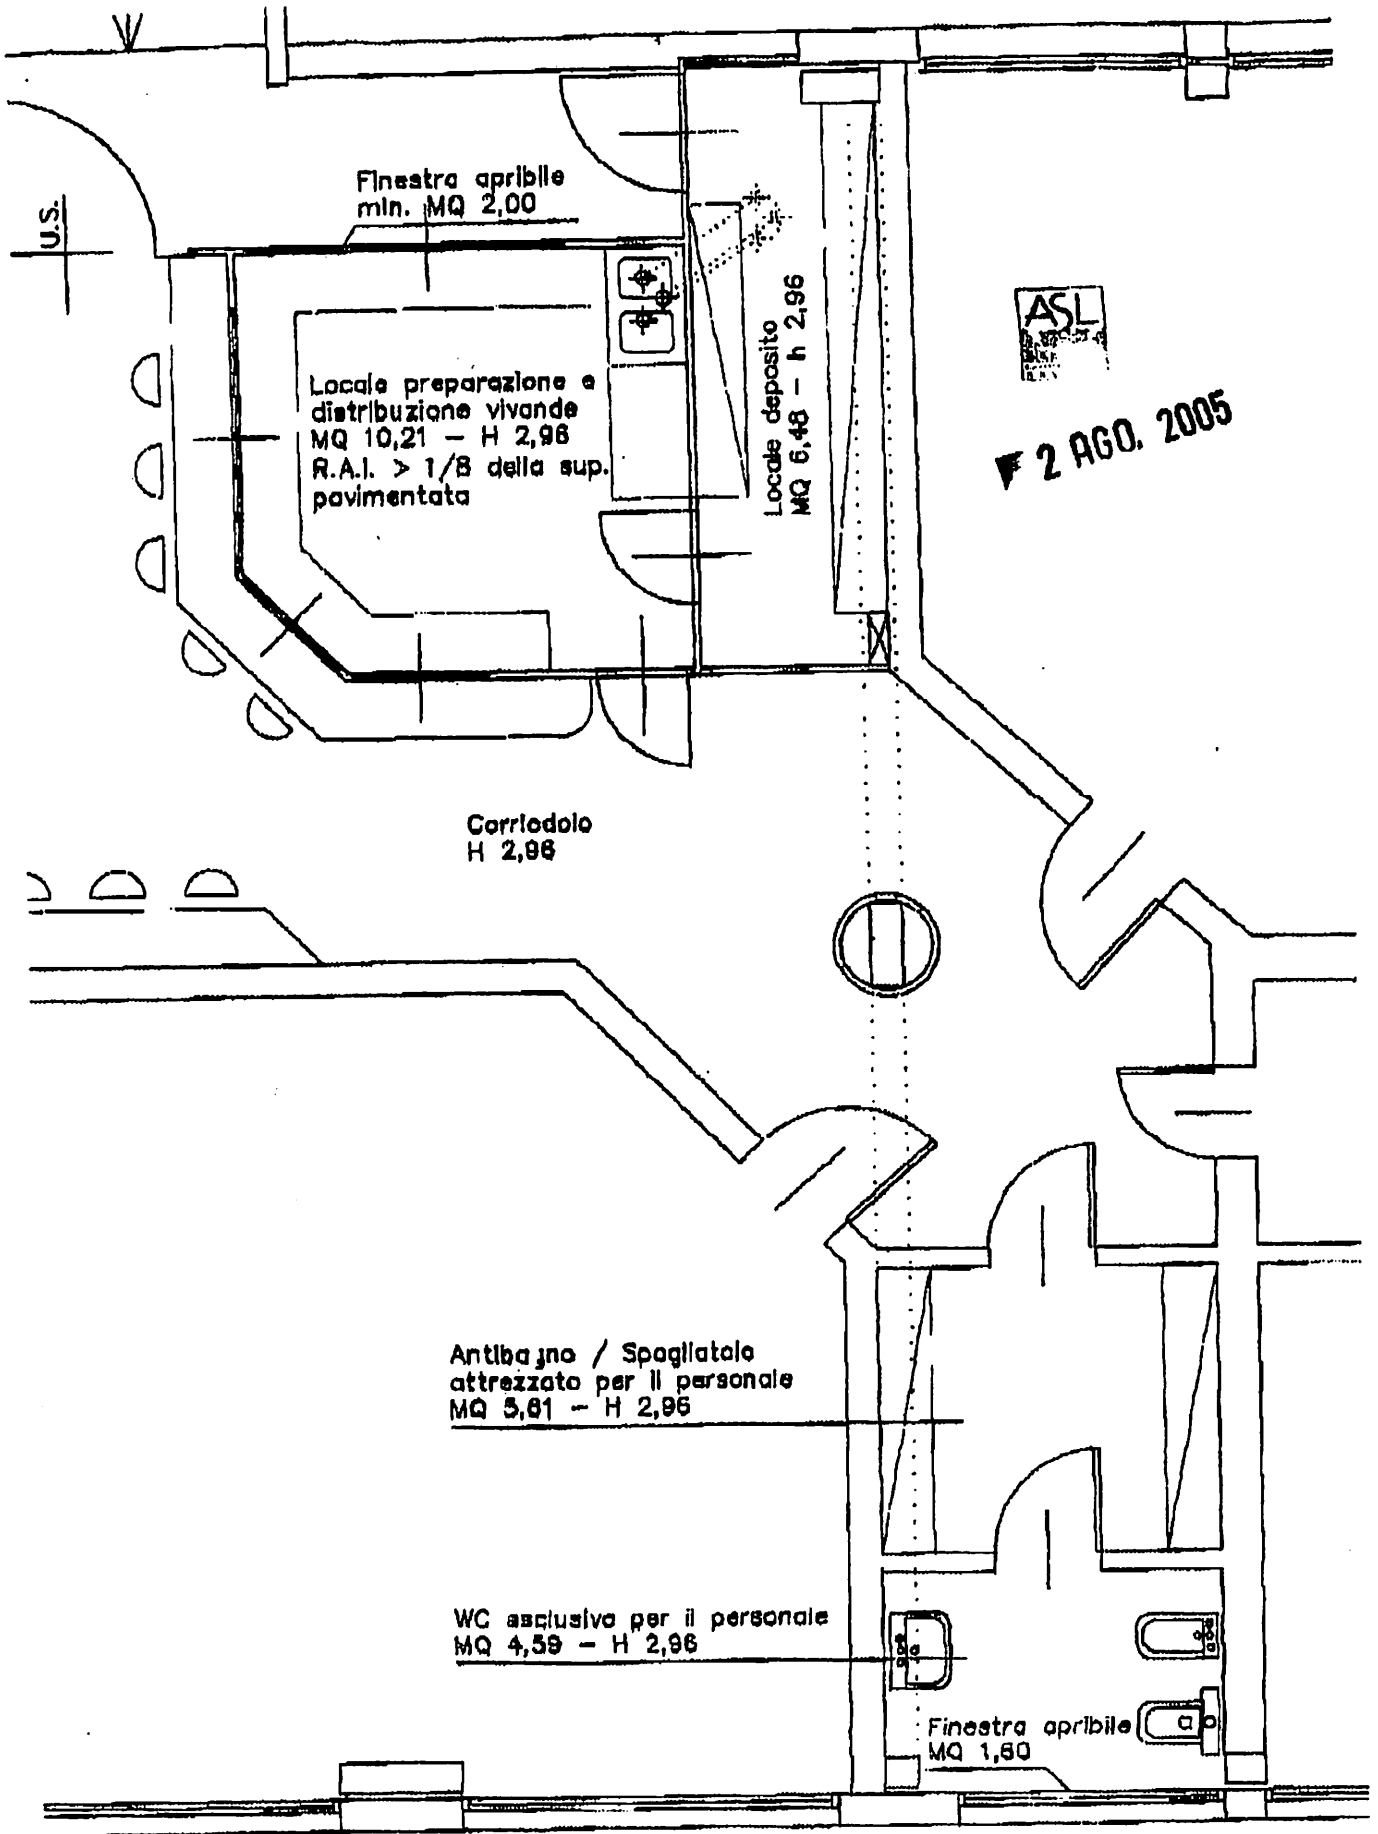 U.S.
Finestra apribile
min. MQ 2,00
Locale preparazione e
distribuzione vivande
MQ 10,21 – H 2,96
R.A.I. > 1/8 della sup.
pavimentata
Locale deposito
MQ 6,48 – h 2,96
ASL
2 AGO. 2005
Corriodoio
H 2,96
Antibagno / Spogliatoio
attrezzato per il personale
MQ 5,61 – H 2,96
WC esclusivo per il personale
MQ 4,59 – H 2,96
Finestra apribile
MQ 1,60